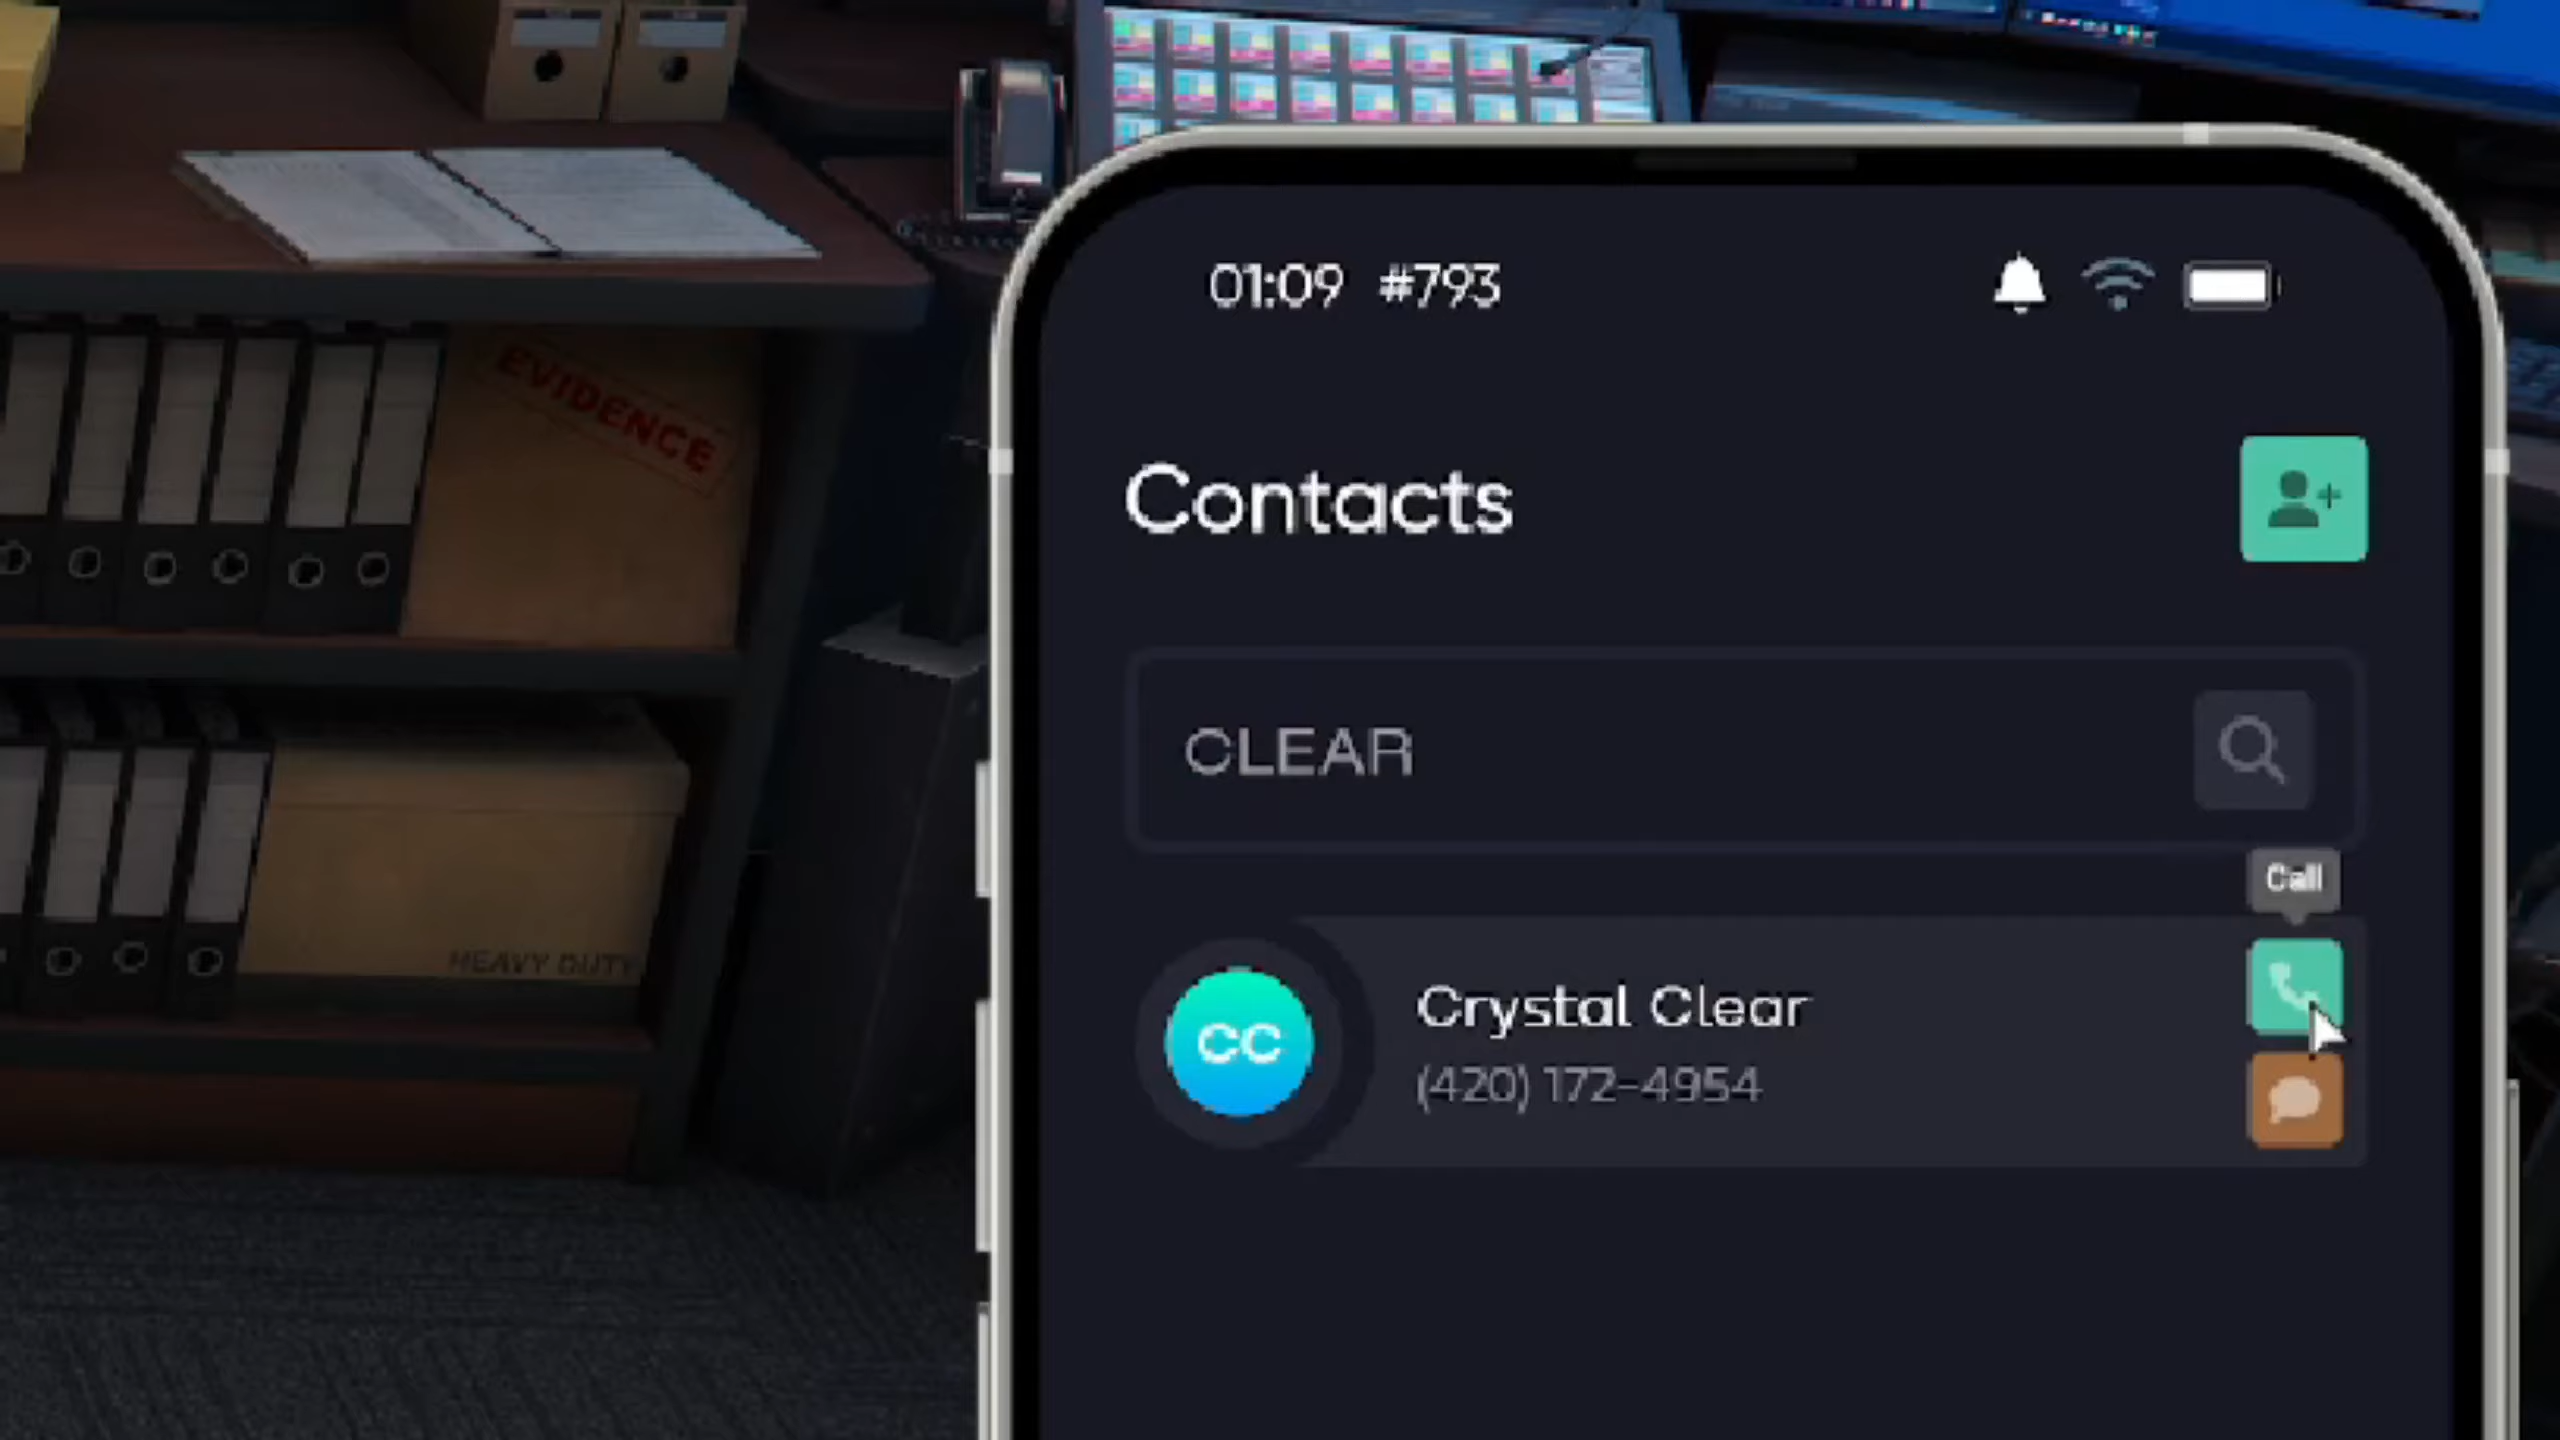 01:09 #793
Contacts
CLEAR
Call
Crystal Clear
(420) 172-4954
CC
EVIDENCE
HEAVY DUTY